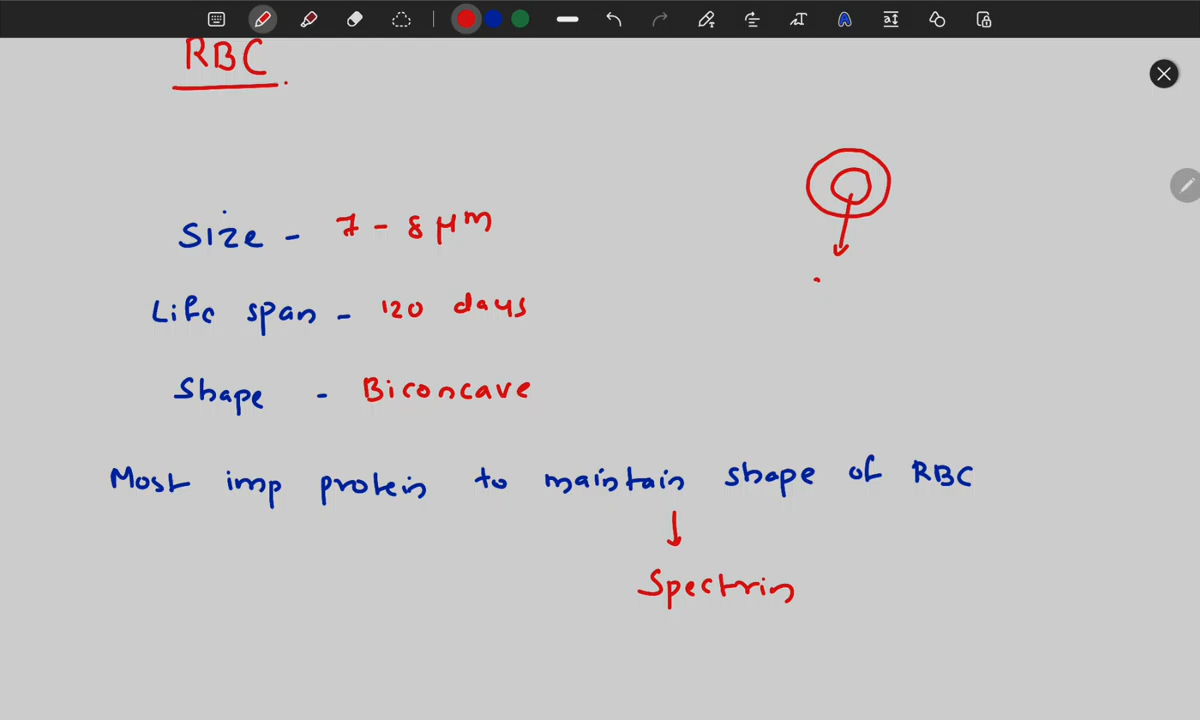 RBC
Size - 7 - 8 μm
Life span - 120 days
Shape - Biconcave
Most imp protein to maintain shape of RBC
↓
Spectrin